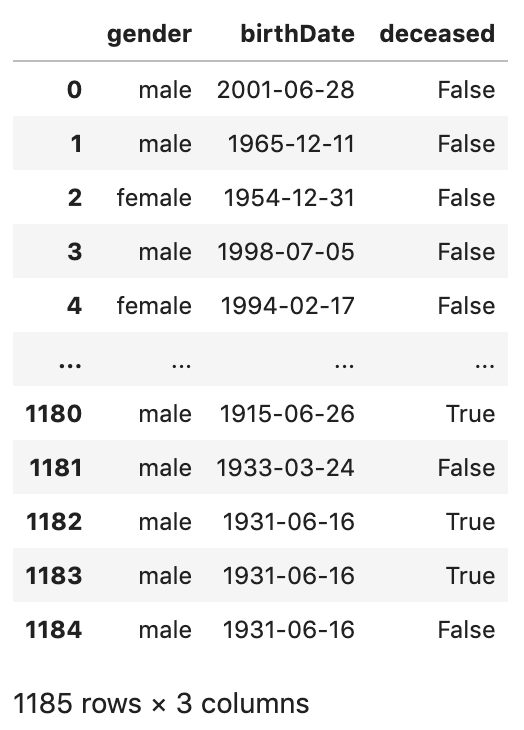 gender birthDate deceased
0 male 2001-06-28 False
1 male 1965-12-11 False
2 female 1954-12-31 False
3 male 1998-07-05 False
4 female 1994-02-17 False
... ... ... ...
1180 male 1915-06-26 True
1181 male 1933-03-24 False
1182 male 1931-06-16 True
1183 male 1931-06-16 True
1184 male 1931-06-16 False
1185 rows × 3 columns